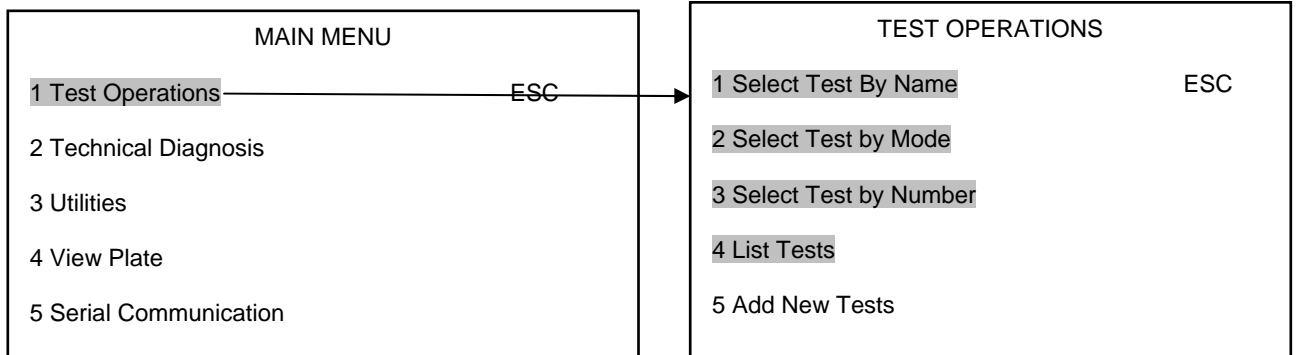 MAIN MENU
1 Test Operations ESC
2 Technical Diagnosis
3 Utilities
4 View Plate
5 Serial Communication
TEST OPERATIONS
1 Select Test By Name ESC
2 Select Test by Mode
3 Select Test by Number
4 List Tests
5 Add New Tests